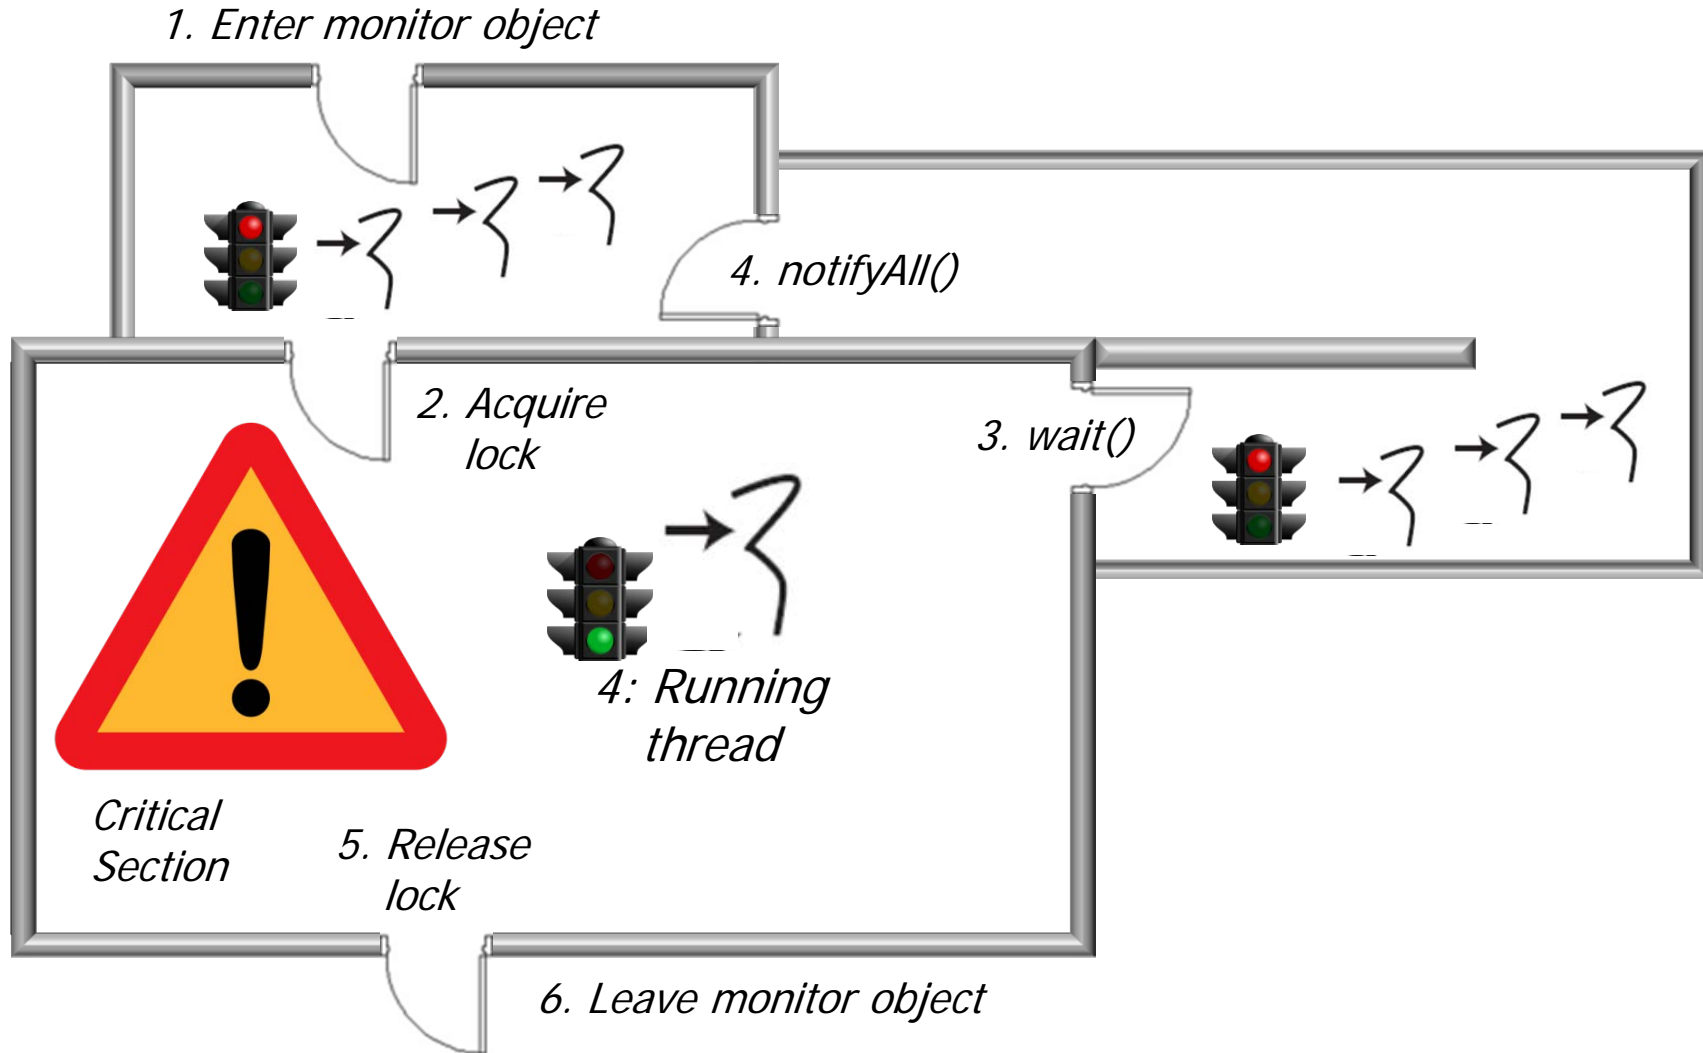 1. Enter monitor object
4. notifyAll()
2. Acquire
lock
3. wait()
4: Running
thread
Critical
Section
5. Release
lock
6. Leave monitor object